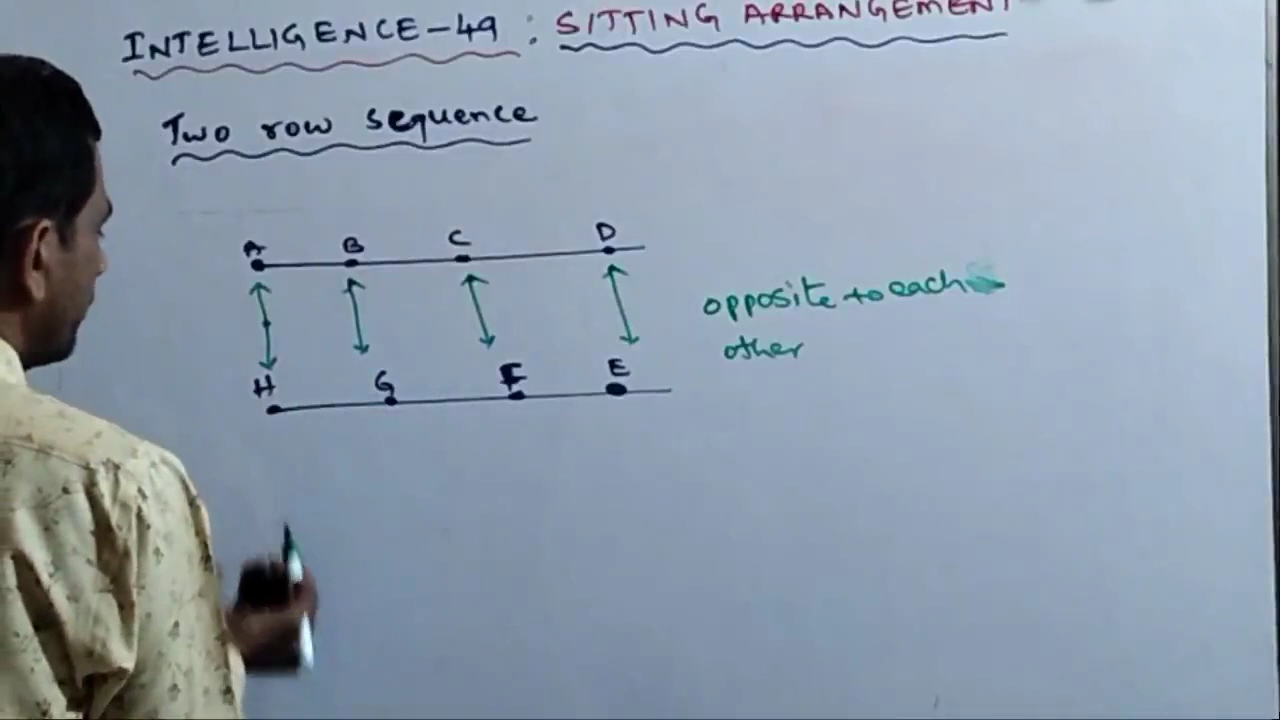 INTELLIGENCE-49 : SITTING ARRANGEMENT
Two row sequence
A B C D
opposite to each
other
H G F E